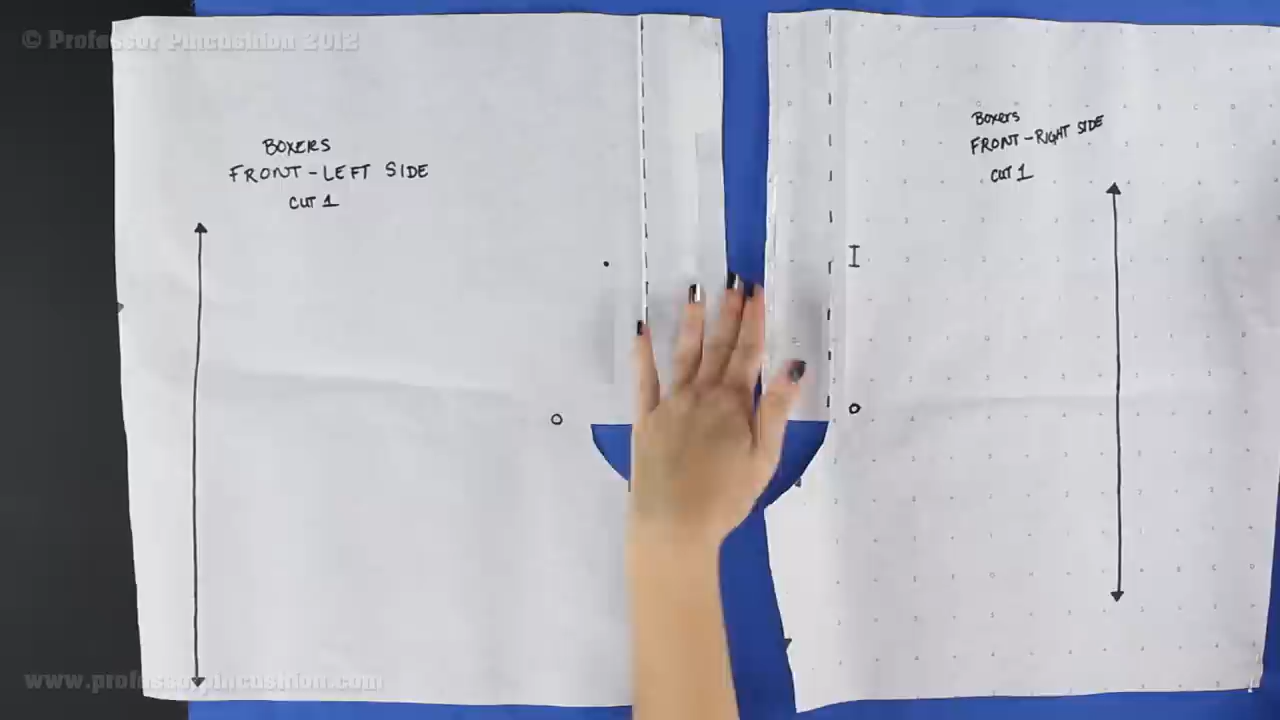 © Professor Pincushion 2012
BOXERS
FRONT-LEFT SIDE
CUT 1
Boxers
FRONT-RIGHT SIDE
CUT 1
www.professorpincushion.com